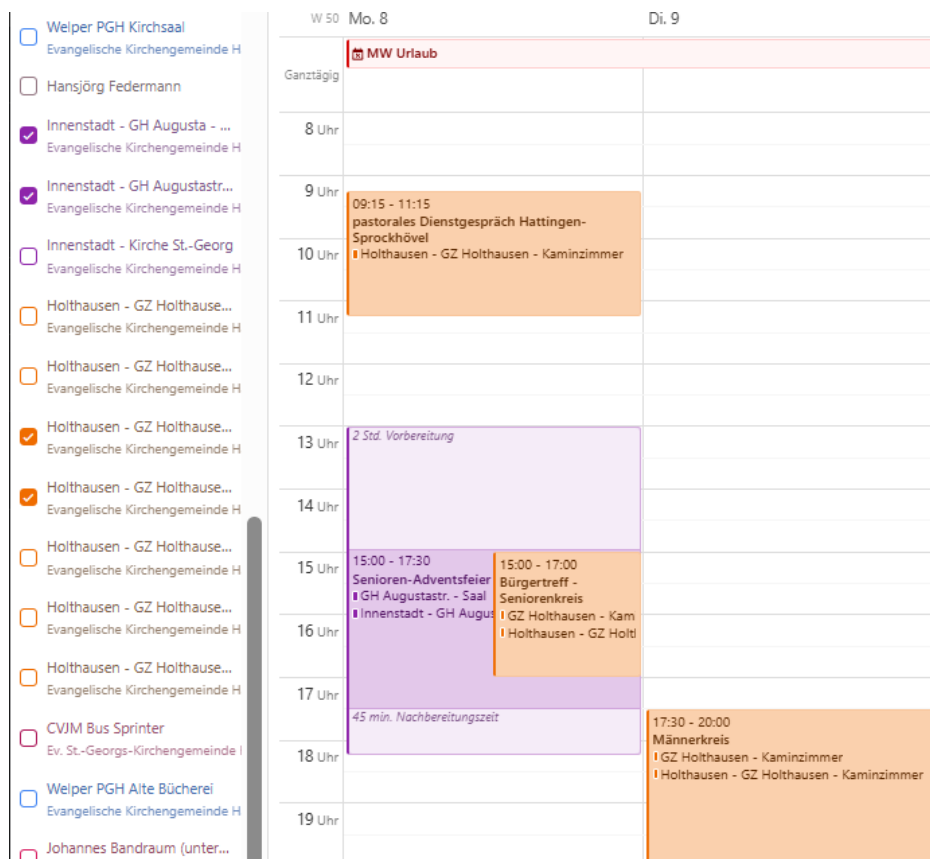 Welper PGH Kirchsaal
Evangelische Kirchengemeinde H
Hansjörg Federmann
Innenstadt - GH Augusta - ...
Evangelische Kirchengemeinde H
Innenstadt - GH Augustastr...
Evangelische Kirchengemeinde H
Innenstadt - Kirche St.-Georg
Evangelische Kirchengemeinde H
Holthausen - GZ Holthause...
Evangelische Kirchengemeinde H
Holthausen - GZ Holthause...
Evangelische Kirchengemeinde H
Holthausen - GZ Holthause...
Evangelische Kirchengemeinde H
Holthausen - GZ Holthause...
Evangelische Kirchengemeinde H
Holthausen - GZ Holthause...
Evangelische Kirchengemeinde H
Holthausen - GZ Holthause...
Evangelische Kirchengemeinde H
Holthausen - GZ Holthause...
Evangelische Kirchengemeinde H
CVJM Bus Sprinter
Ev. St.-Georgs-Kirchengemeinde
Welper PGH Alte Bücherei
Evangelische Kirchengemeinde H
Johannes Bandraum (unter...
W 50 Mo. 8 Di. 9
MW Urlaub
Ganztägig
8 Uhr
9 Uhr
09:15 - 11:15
pastorales Dienstgespräch Hattingen-
Sprockhövel
Holthausen - GZ Holthausen - Kaminzimmer
10 Uhr
11 Uhr
12 Uhr
13 Uhr
2 Std. Vorbereitung
14 Uhr
15 Uhr
15:00 - 17:30
Senioren-Adventsfeier
GH Augustastr. - Saal
Innenstadt - GH Augus
15:00 - 17:00
Bürgertreff -
Seniorenkreis
GZ Holthausen - Kam
Holthausen - GZ Holt
16 Uhr
17 Uhr
45 min. Nachbereitungszeit
17:30 - 20:00
Männerkreis
GZ Holthausen - Kaminzimmer
Holthausen - GZ Holthausen - Kaminzimmer
18 Uhr
19 Uhr